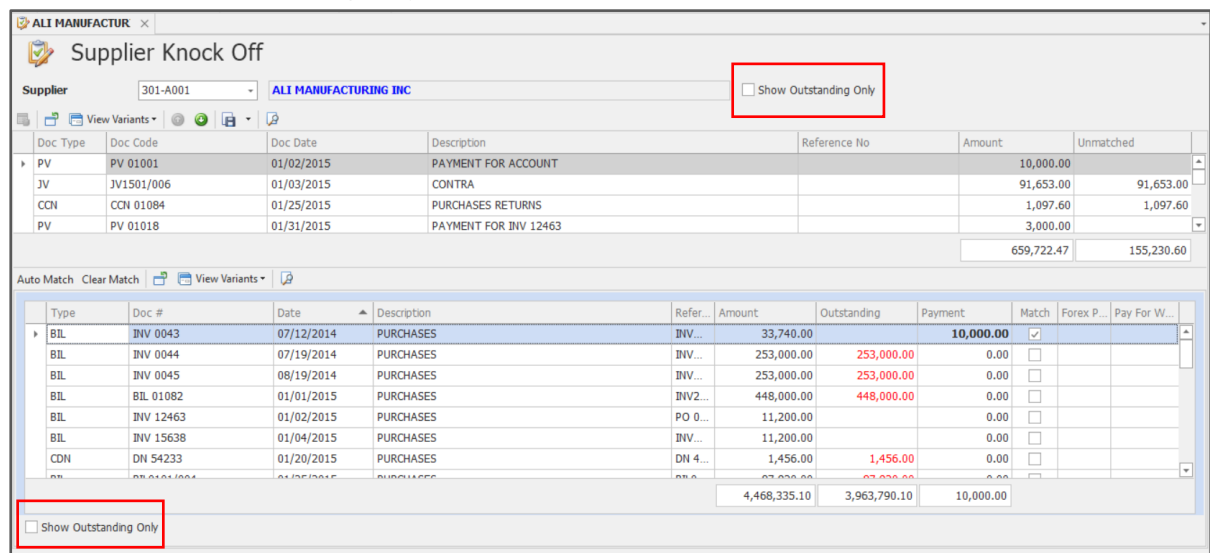 ALI MANUFACTUR ×
Supplier Knock Off
Supplier 301-A001 ALI MANUFACTURING INC Show Outstanding Only
View Variants
Doc Type Doc Code Doc Date Description Reference No Amount Unmatched
PV PV 01001 01/02/2015 PAYMENT FOR ACCOUNT 10,000.00
JV JV1501/006 01/03/2015 CONTRA 91,653.00 91,653.00
CCN CCN 01084 01/25/2015 PURCHASES RETURNS 1,097.60 1,097.60
PV PV 01018 01/31/2015 PAYMENT FOR INV 12463 3,000.00
659,722.47 155,230.60
Auto Match Clear Match View Variants
Type Doc # Date Description Refer... Amount Outstanding Payment Match Forex P... Pay For W...
BIL INV 0043 07/12/2014 PURCHASES INV... 33,740.00 10,000.00
BIL INV 0044 07/19/2014 PURCHASES INV... 253,000.00 253,000.00 0.00
BIL INV 0045 08/19/2014 PURCHASES INV... 253,000.00 253,000.00 0.00
BIL BIL 01082 01/01/2015 PURCHASES INV2... 448,000.00 448,000.00 0.00
BIL INV 12463 01/02/2015 PURCHASES PO 0... 11,200.00 0.00
BIL INV 15638 01/04/2015 PURCHASES INV... 11,200.00 0.00
CDN DN 54233 01/20/2015 PURCHASES DN 4... 1,456.00 1,456.00 0.00
4,468,335.10 3,963,790.10 10,000.00
Show Outstanding Only